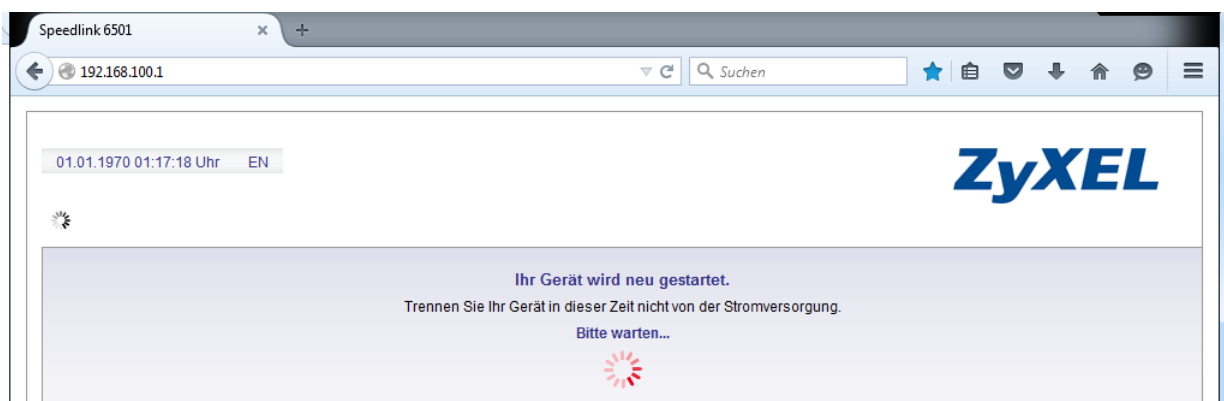 Speedlink 6501
192.168.100.1
Suchen
01.01.1970 01:17:18 Uhr EN
ZyXEL
Ihr Gerät wird neu gestartet.
Trennen Sie Ihr Gerät in dieser Zeit nicht von der Stromversorgung.
Bitte warten...